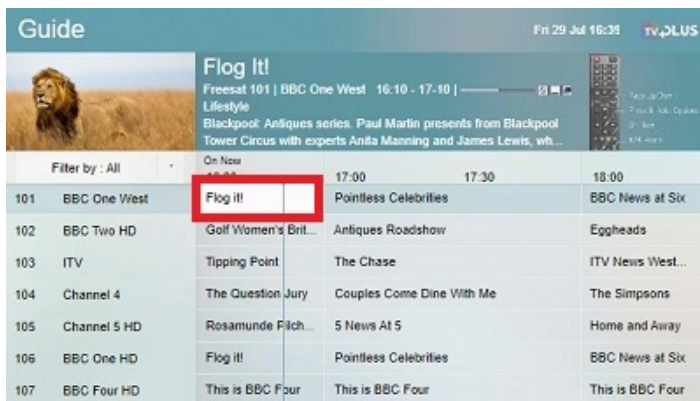 Guide
Fri 29 Jul 16:39
TV PLUS
Flog It!
Freesat 101 | BBC One West 16:10 - 17-10 |
Lifestyle
Blackpool: Antiques series. Paul Martin presents from Blackpool
Tower Circus with experts Anita Manning and James Lewis, wh...
Filter by : All
On Now
17:00 17:30 18:00
101 BBC One West Flog it! Pointless Celebrities BBC News at Six
102 BBC Two HD Golf Women's Brit... Antiques Roadshow Eggheads
103 ITV Tipping Point The Chase ITV News West...
104 Channel 4 The Question Jury Couples Come Dine With Me The Simpsons
105 Channel 5 HD Rosamunde Pilch... 5 News At 5 Home and Away
106 BBC One HD Flog it! Pointless Celebrities BBC News at Six
107 BBC Four HD This is BBC Four This is BBC Four This is BBC Four